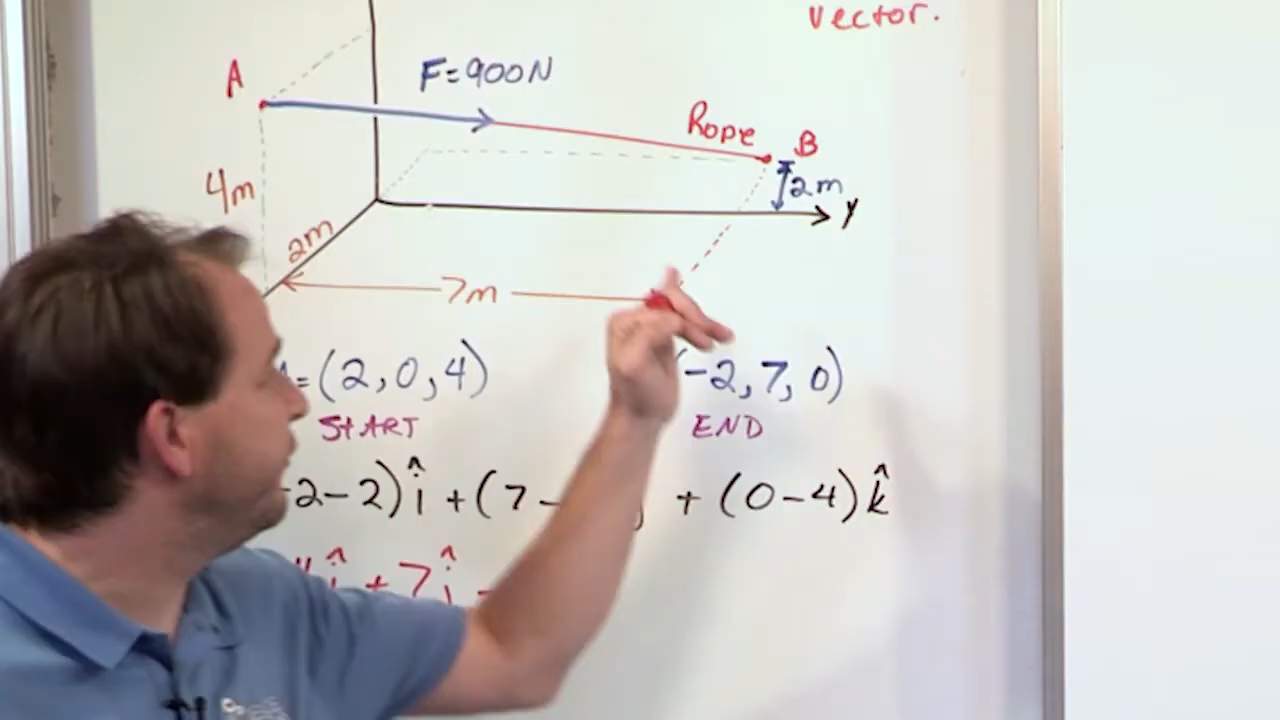 vector.
A
F=900N
Rope
B
4m
2m
Y
2m
7m
=(2,0,4)
-2,7,0)
START
END
-2-2)î+(7- + (0-4)k̂
î+7ĵ